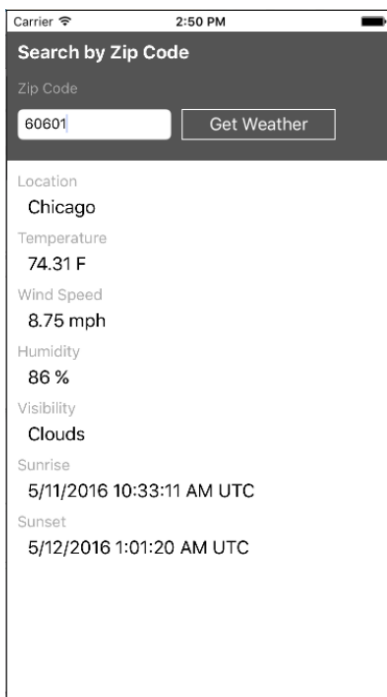 Carrier 2:50 PM
Search by Zip Code
Zip Code
60601 Get Weather
Location
Chicago
Temperature
74.31 F
Wind Speed
8.75 mph
Humidity
86 %
Visibility
Clouds
Sunrise
5/11/2016 10:33:11 AM UTC
Sunset
5/12/2016 1:01:20 AM UTC